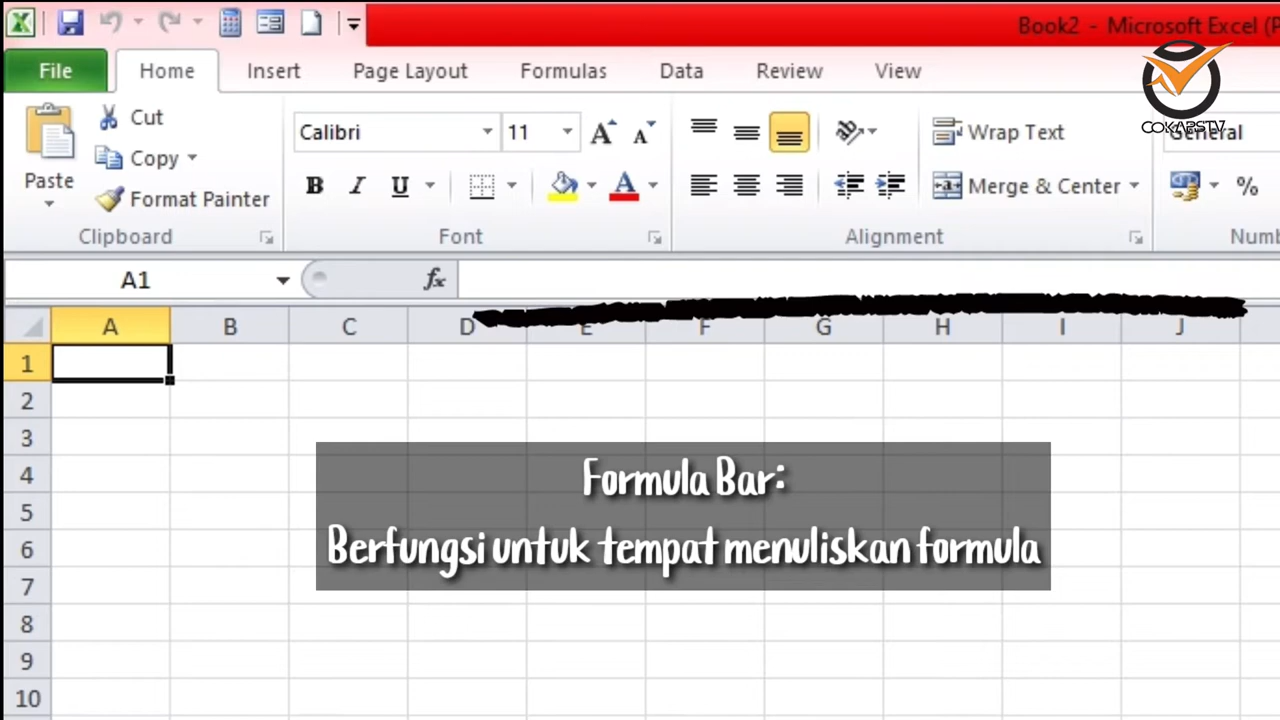 Book2 - Microsoft Excel (P
File Home Insert Page Layout Formulas Data Review View
COKABSTV
Cut
Calibri 11 Wrap Text General
Copy
Paste B I U A Merge & Center %
Format Painter
Clipboard Font Alignment Numb
A1 fx
A B C D E F G H I J
1
2
3
4
Formula Bar:
5
6
Berfungsi untuk tempat menuliskan formula
7
8
9
10